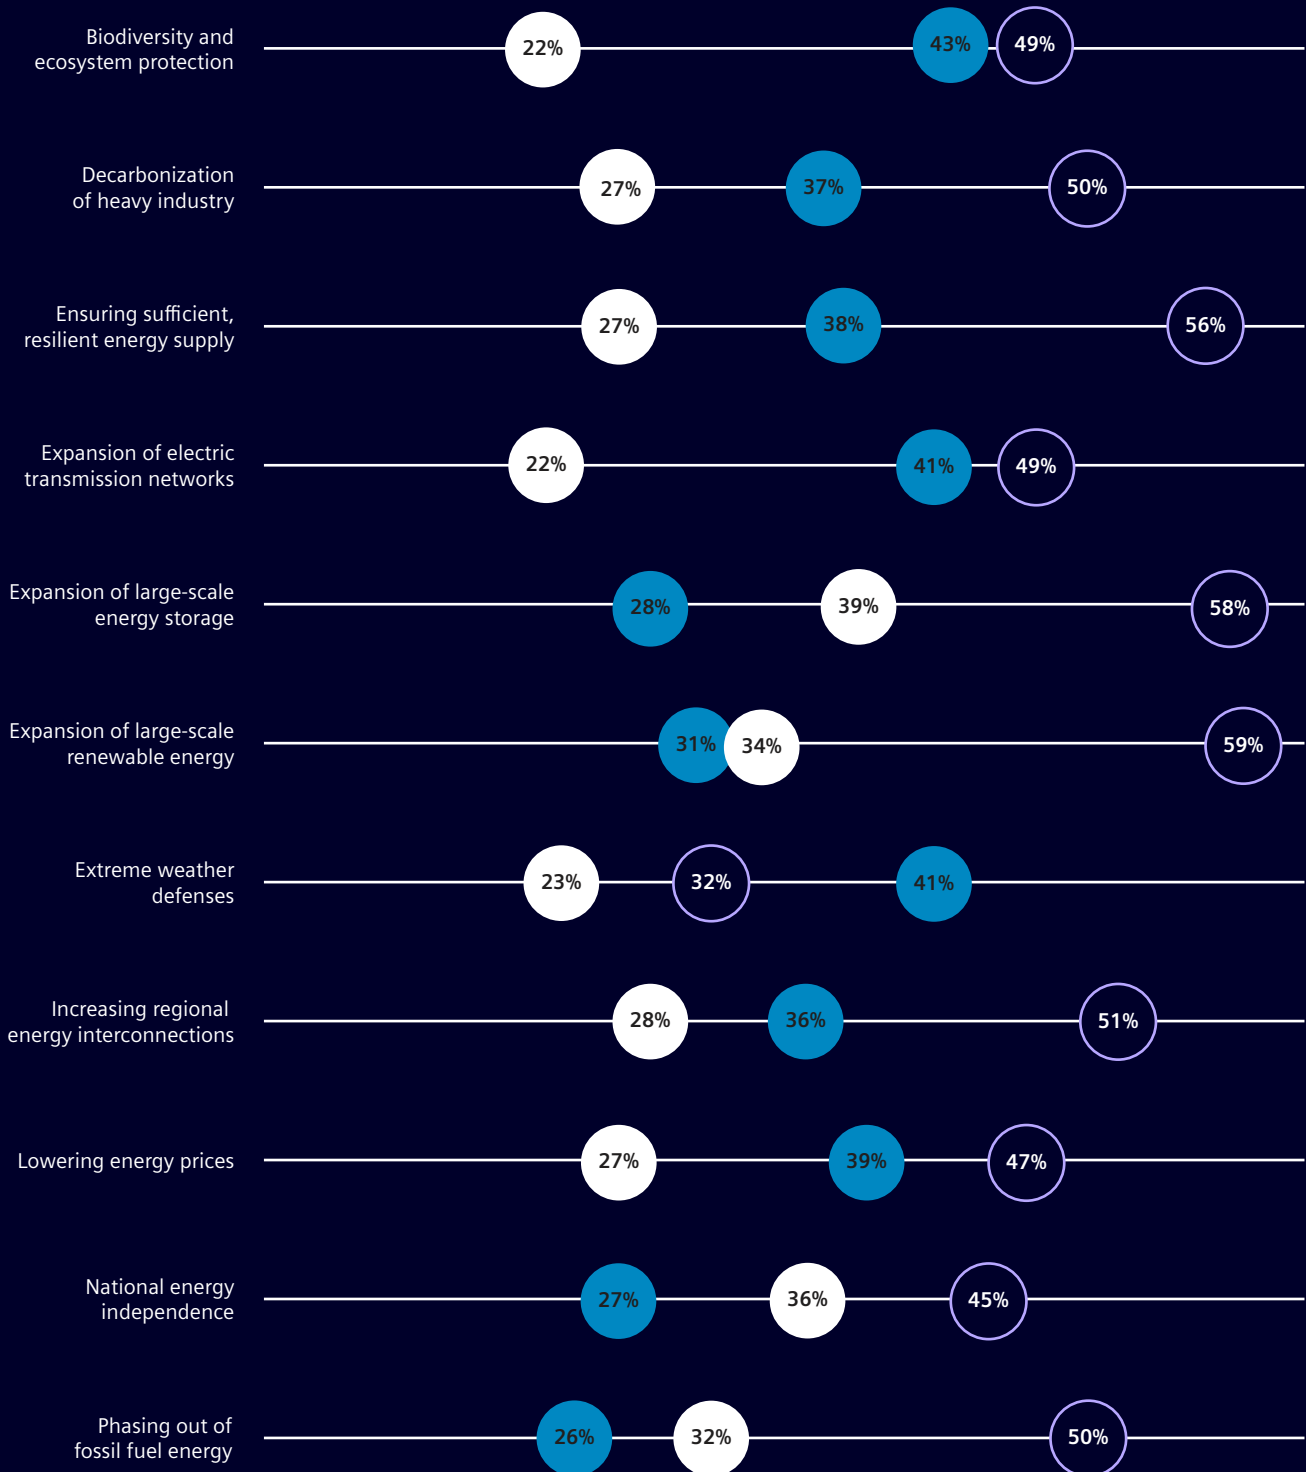 Biodiversity and
ecosystem protection
22% 43% 49%
Decarbonization
of heavy industry
27% 37% 50%
Ensuring sufficient,
resilient energy supply
27% 38% 56%
Expansion of electric
transmission networks
22% 41% 49%
Expansion of large-scale
energy storage
28% 39% 58%
Expansion of large-scale
renewable energy
31% 34% 59%
Extreme weather
defenses
23% 32% 41%
Increasing regional
energy interconnections
28% 36% 51%
Lowering energy prices
27% 39% 47%
National energy
independence
27% 36% 45%
Phasing out of
fossil fuel energy
26% 32% 50%